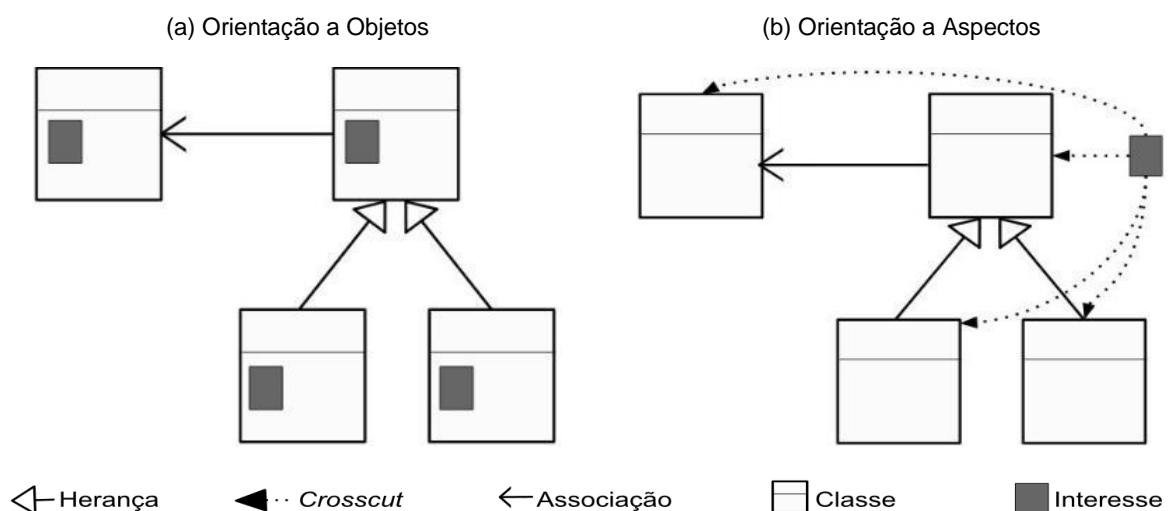 (a) Orientação a Objetos
(b) Orientação a Aspectos
Herança
Crosscut
Associação
Classe
Interesse